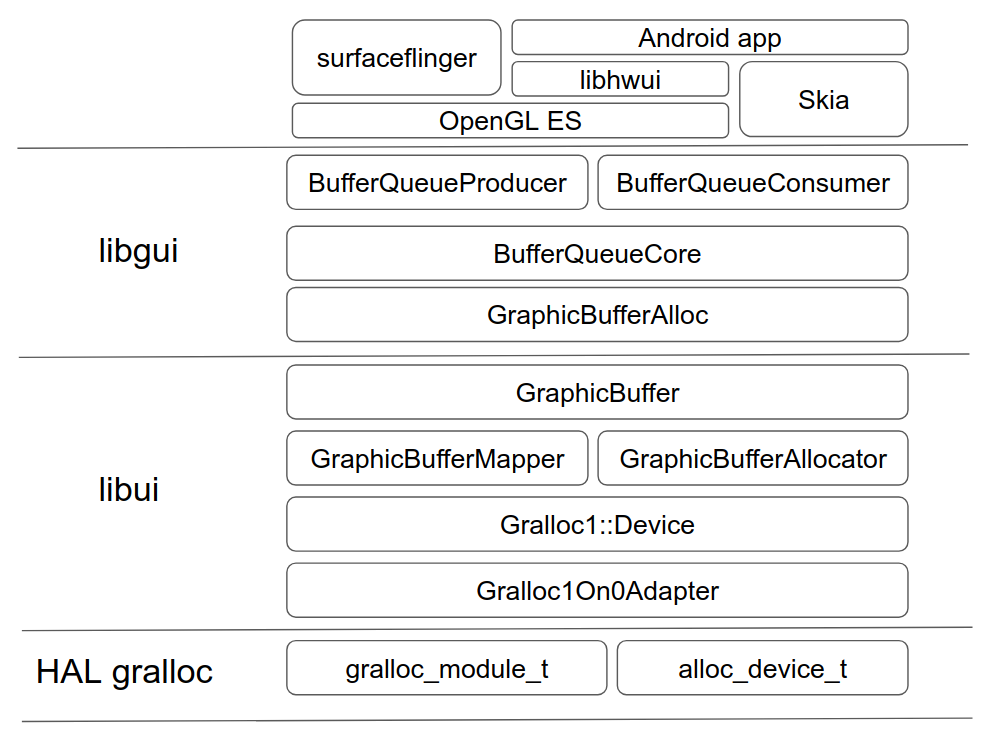 surfaceflinger
Android app
libhwui
Skia
OpenGL ES
libgui
BufferQueueProducer
BufferQueueConsumer
BufferQueueCore
GraphicBufferAlloc
libui
GraphicBuffer
GraphicBufferMapper
GraphicBufferAllocator
Gralloc1::Device
Gralloc1On0Adapter
HAL gralloc
gralloc_module_t
alloc_device_t